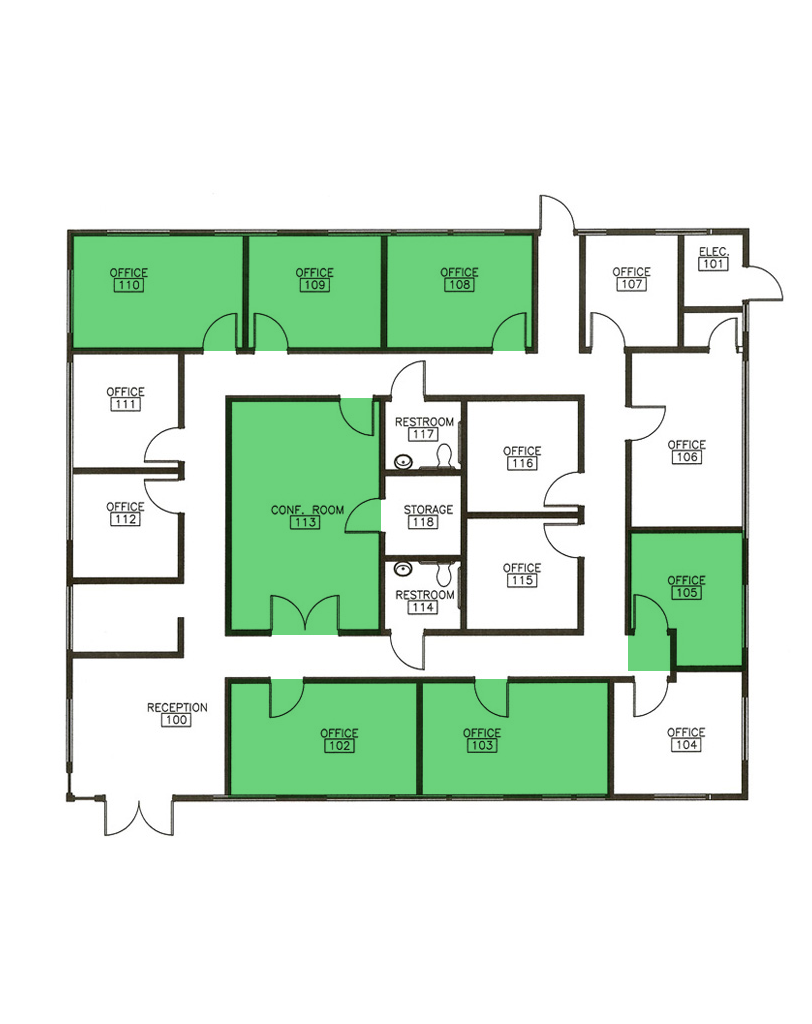 ELEC.
101
OFFICE
110
OFFICE
109
OFFICE
108
OFFICE
107
OFFICE
111
RESTROOM
117
OFFICE
116
OFFICE
106
OFFICE
112
CONF. ROOM
113
STORAGE
118
OFFICE
115
OFFICE
105
RESTROOM
114
RECEPTION
100
OFFICE
102
OFFICE
103
OFFICE
104